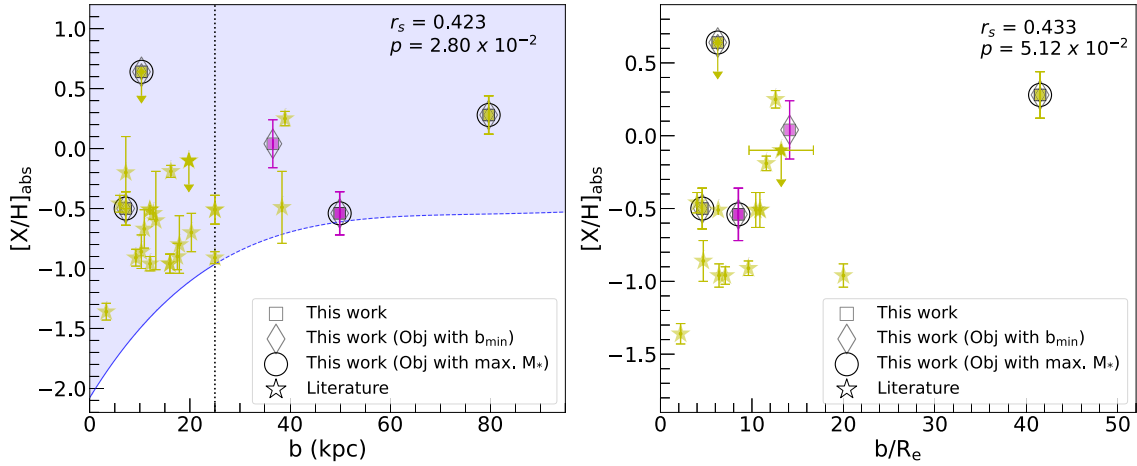 r_s = 0.423
p = 2.80 x 10^−2
[X/H]_abs
1.0
0.5
0.0
−0.5
−1.0
−1.5
−2.0
This work
This work (Obj with b_min)
This work (Obj with max. M_*)
Literature
0 20 40 60 80
b (kpc)
r_s = 0.433
p = 5.12 x 10^−2
[X/H]_abs
0.5
0.0
−0.5
−1.0
−1.5
This work
This work (Obj with b_min)
This work (Obj with max. M_*)
Literature
0 10 20 30 40 50
b/R_e